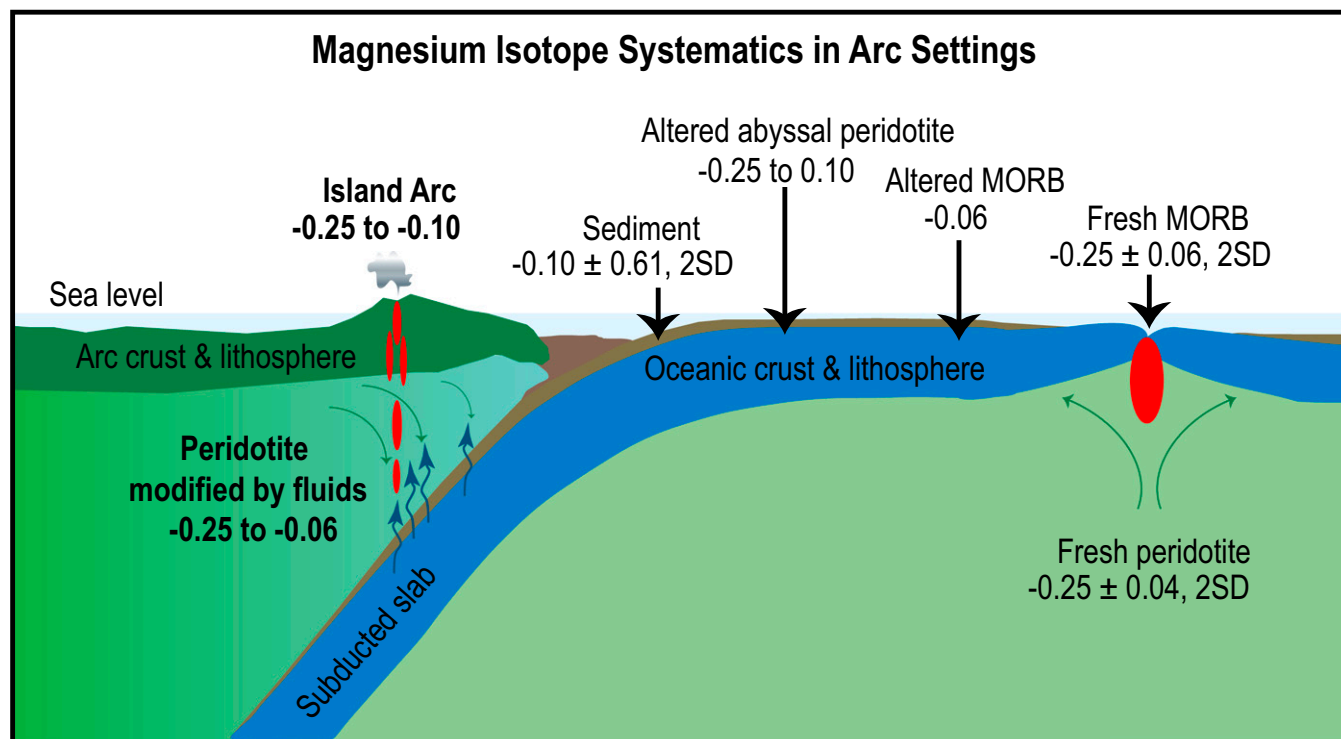 Magnesium Isotope Systematics in Arc Settings
Altered abyssal peridotite
-0.25 to 0.10
Island Arc
-0.25 to -0.10
Sediment
-0.10 ± 0.61, 2SD
Altered MORB
-0.06
Fresh MORB
-0.25 ± 0.06, 2SD
Sea level
Arc crust & lithosphere
Oceanic crust & lithosphere
Peridotite
modified by fluids
-0.25 to -0.06
Subducted slab
Fresh peridotite
-0.25 ± 0.04, 2SD